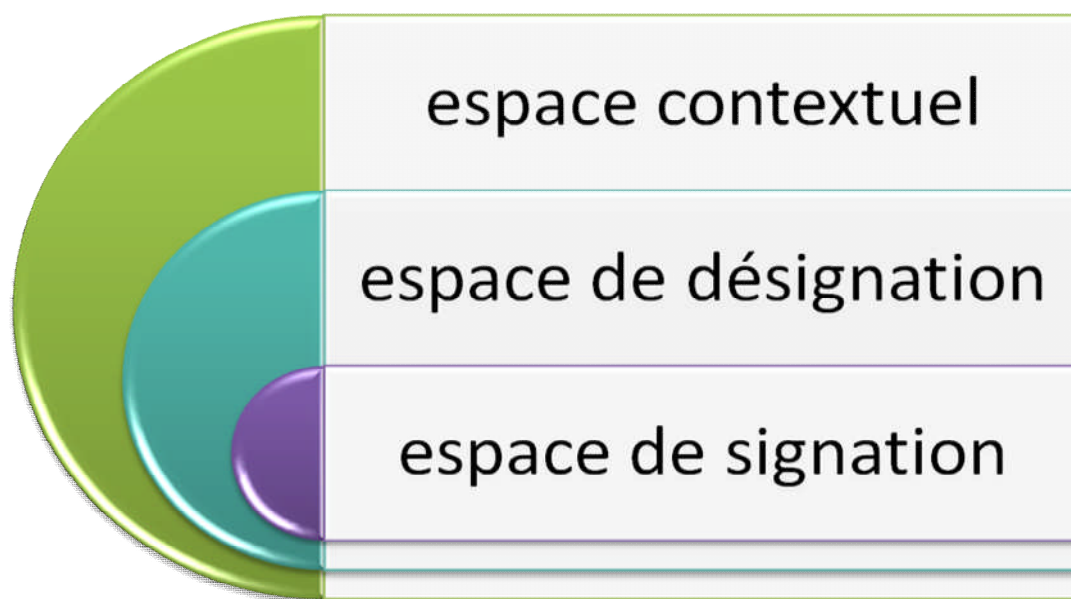 espace contextuel
espace de désignation
espace de signation